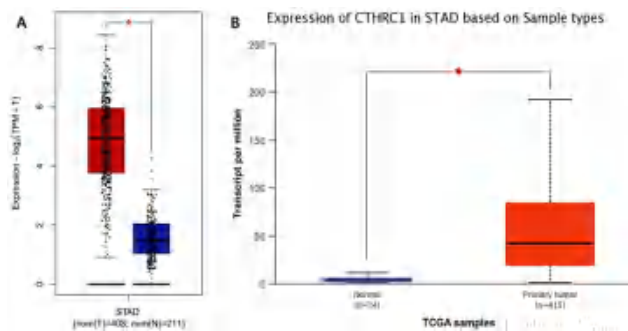 A
Expression - log₂(TPM + 1)
8
6
4
2
0
STAD
(num(T)=408; num(N)=211)
B
Expression of CTHRC1 in STAD based on Sample types
Transcript per million
250
200
150
100
50
0
Normal
(n=34)
Primary tumor
(n=415)
TCGA samples